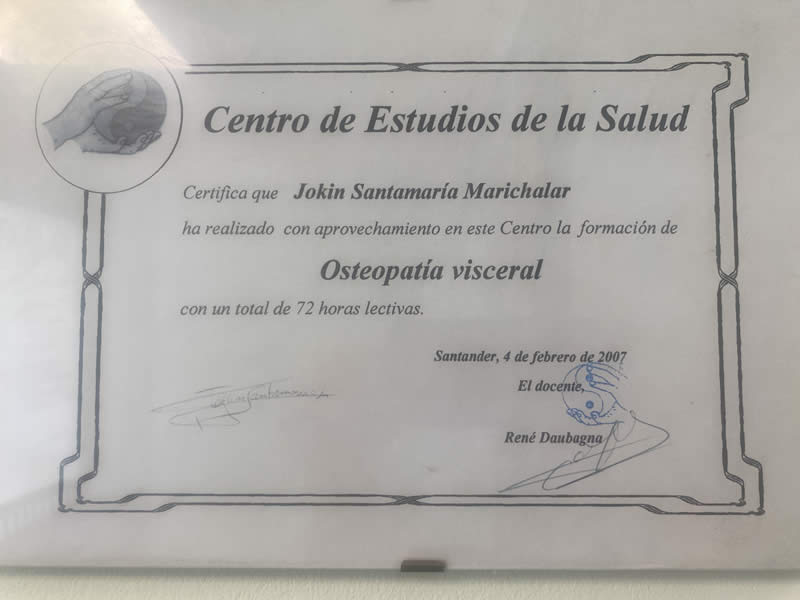 Centro de Estudios de la Salud
Certifica que Jokin Santamaría Marichalar
ha realizado con aprovechamiento en este Centro la formación de
Osteopatía visceral
con un total de 72 horas lectivas.
Santander, 4 de febrero de 2007
El docente,
René Daubagna